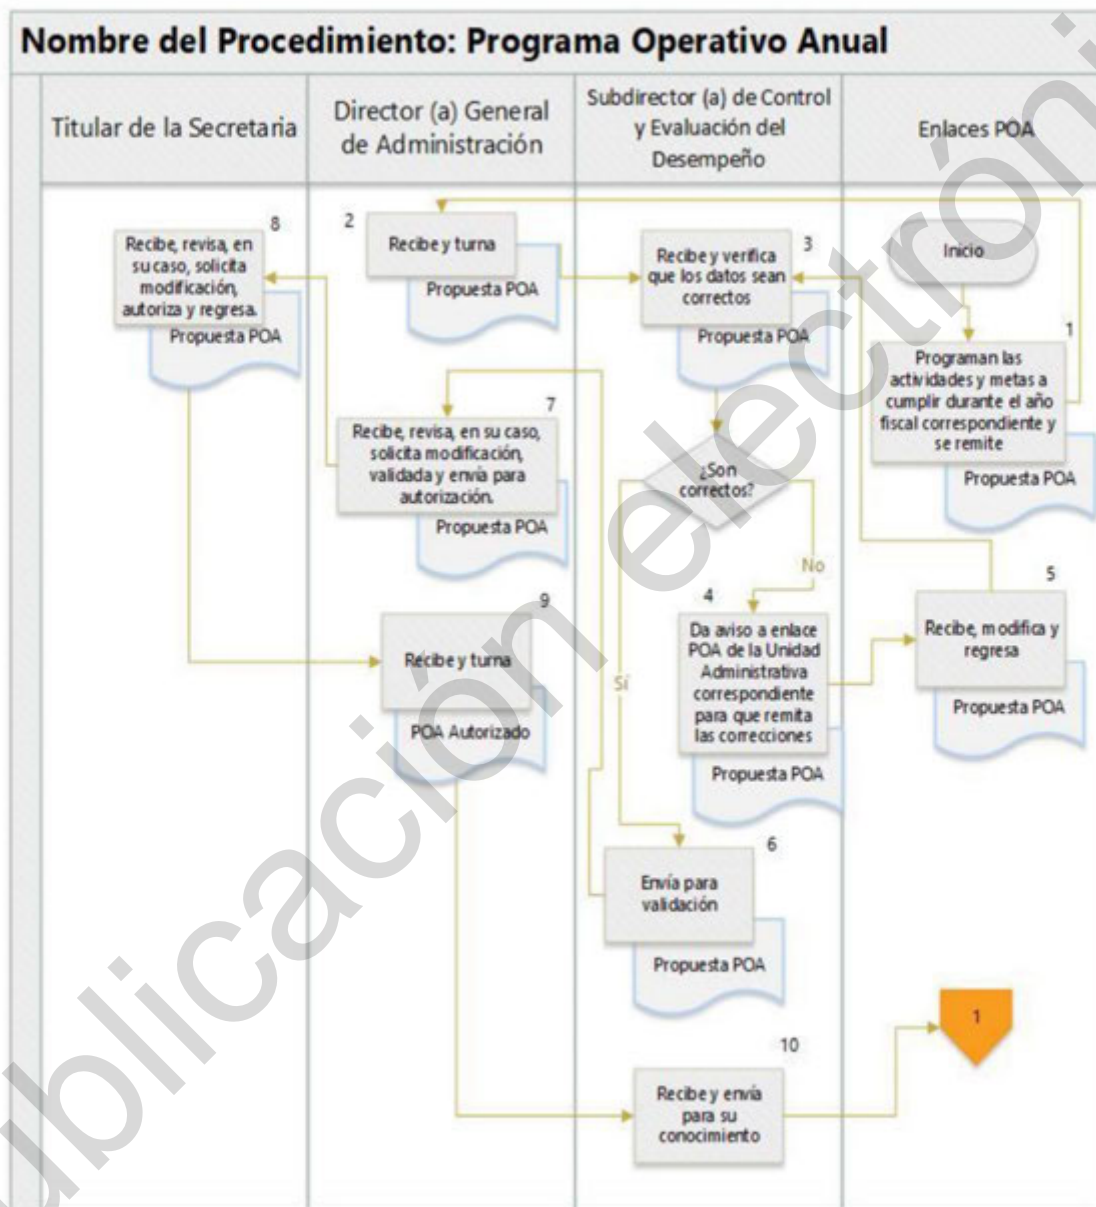 Nombre del Procedimiento: Programa Operativo Anual
Titular de la Secretaria
Director (a) General
de Administración
Subdirector (a) de Control
y Evaluación del
Desempeño
Enlaces POA
8
Recibe, revisa, en
su caso, solicita
modificación,
autoriza y regresa.
Propuesta POA
2
Recibe y turna
Propuesta POA
3
Recibe y verifica
que los datos sean
correctos
Propuesta POA
Inicio
1
Programan las
actividades y metas a
cumplir durante el año
fiscal correspondiente y
se remite
Propuesta POA
7
Recibe, revisa, en su caso,
solicita modificación,
validada y envía para
autorización.
Propuesta POA
¿Son
correctos?
No
Sí
9
Recibe y turna
POA Autorizado
4
Da aviso a enlace
POA de la Unidad
Administrativa
correspondiente
para que remita
las correcciones
Propuesta POA
5
Recibe, modifica y
regresa
Propuesta POA
6
Envía para
validación
Propuesta POA
10
Recibe y envía
para su
conocimiento
1
ublicación electróni